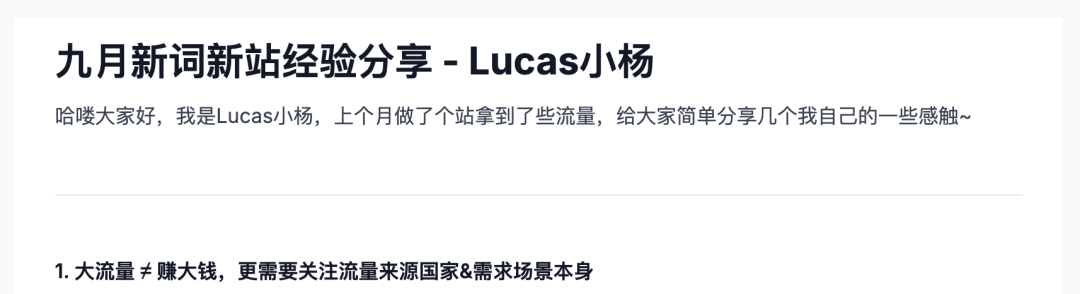 九月新词新站经验分享 - Lucas小杨
哈喽大家好，我是Lucas小杨，上个月做了个站拿到了些流量，给大家简单分享几个我自己的一些感触~
1. 大流量 ≠ 赚大钱，更需要关注流量来源国家&需求场景本身